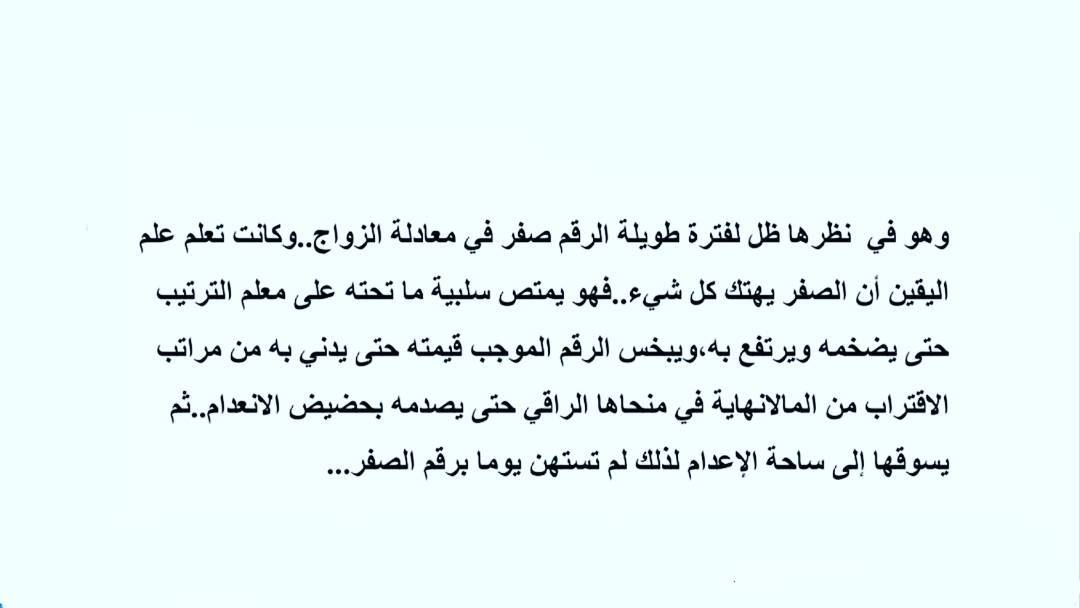 وهو في نظرها ظل لفترة طويلة الرقم صفر في معادلة الزواج..وكانت تعلم علم
اليقين أن الصفر يهتك كل شيء..فهو يمتص سلبية ما تحته على معلم الترتيب
حتى يضخمه ويرتفع به،ويبخس الرقم الموجب قيمته حتى يدني به من مراتب
الاقتراب من المالانهاية في منحاها الراقي حتى يصدمه بحضيض الانعدام..ثم
يسوقها إلى ساحة الإعدام لذلك لم تستهن يوما برقم الصفر...